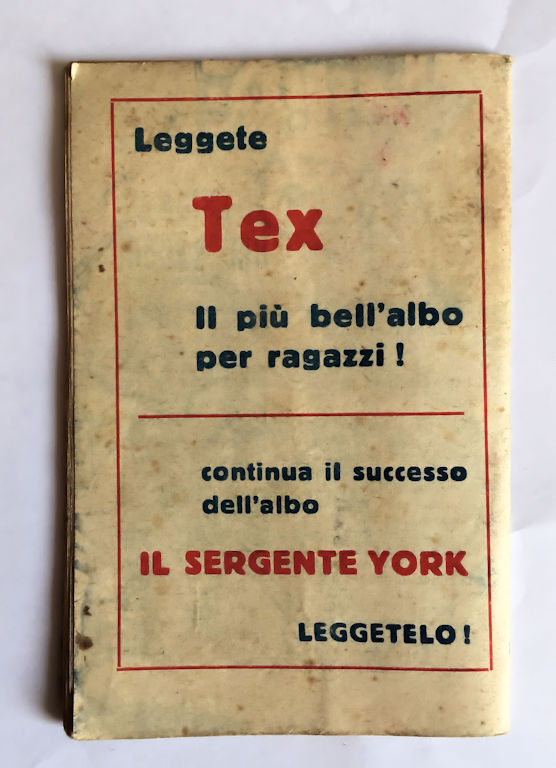 Leggete
Tex
Il più bell'albo
per ragazzi !
continua il successo
dell'albo
IL SERGENTE YORK
LEGGETELO !